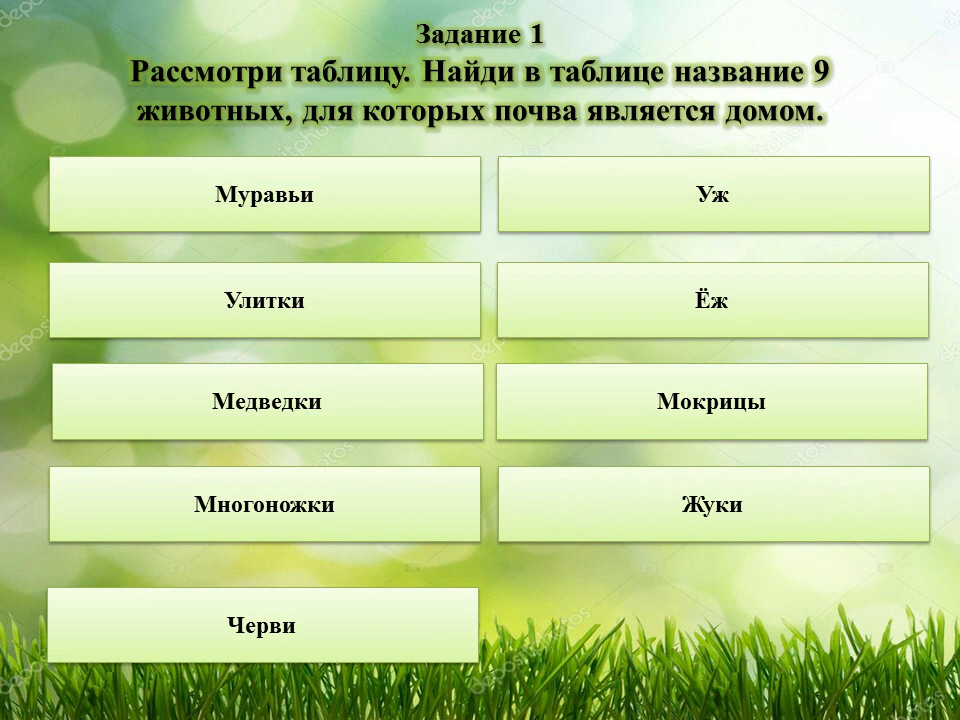 Задание 1
Рассмотри таблицу. Найди в таблице название 9
животных, для которых почва является домом.
Муравьи
Уж
Улитки
Ёж
Медведки
Мокрицы
Многоножки
Жуки
Черви